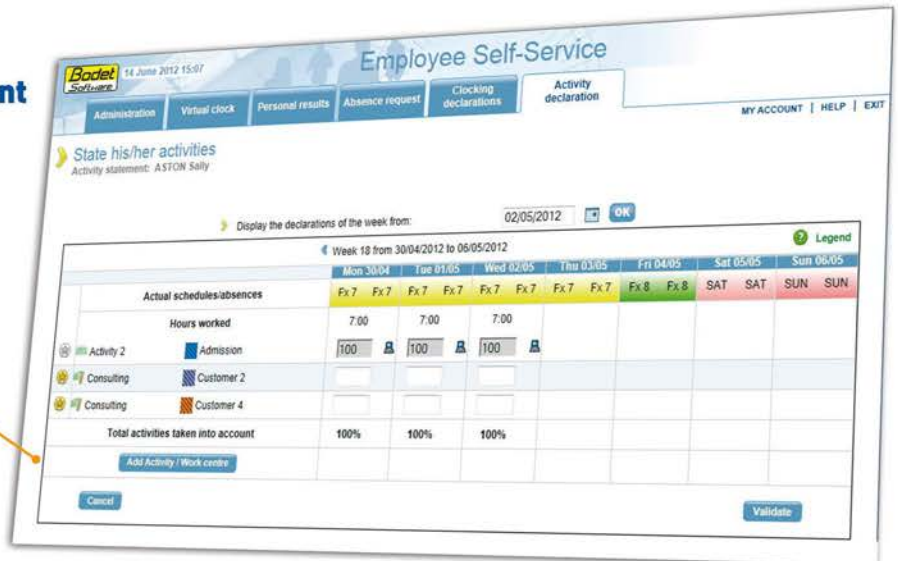 nt
Bodet
Software
14 June 2012 15:07
Employee Self-Service
Administration
Virtual clock
Personal results
Absence request
Clocking
declarations
Activity
declaration
MY ACCOUNT | HELP | EXIT
State his/her activities
Activity statement: ASTON Sally
Display the declarations of the week from: 02/05/2012 OK
Week 18 from 30/04/2012 to 06/05/2012 ? Legend
Mon 30/04 Tue 01/05 Wed 02/05 Thu 03/05 Fri 04/05 Sat 05/05 Sun 06/05
Actual schedules/absences Fx 7 Fx 7 Fx 7 Fx 7 Fx 7 Fx 7 Fx 7 Fx 7 Fx 8 Fx 8 SAT SAT SUN SUN
Hours worked 7:00 7:00 7:00
Activity 2 Admission 100 100 100
Consulting Customer 2
Consulting Customer 4
Total activities taken into account 100% 100% 100%
Add Activity / Work centre
Cancel Validate